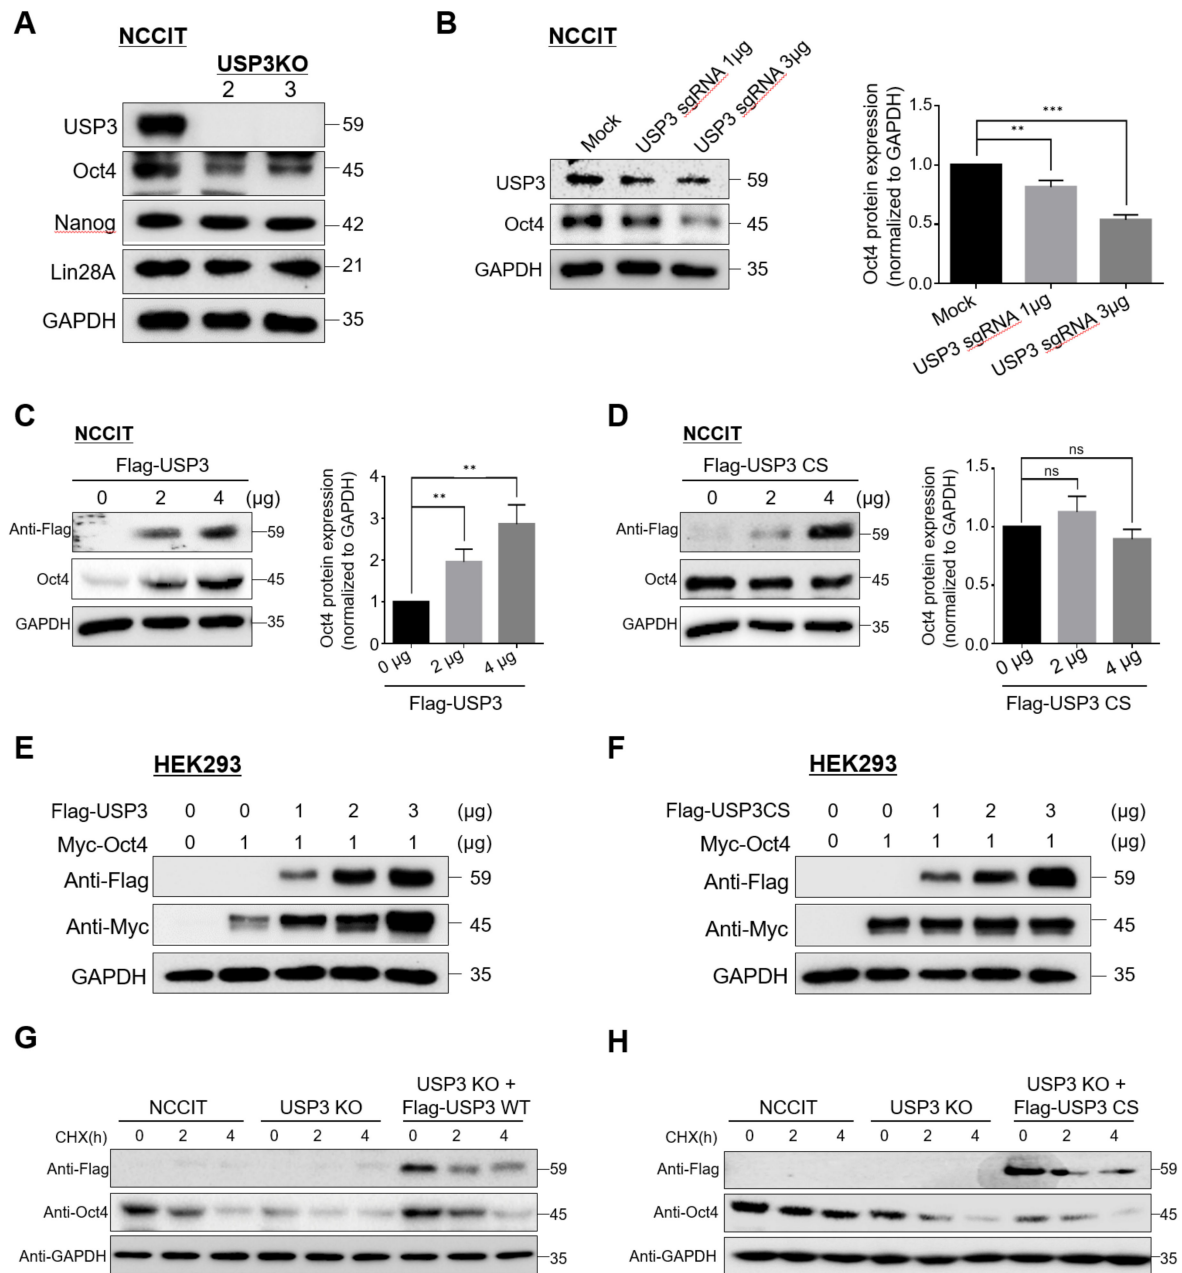 A
NCCIT
USP3KO
2 3
USP3 59
Oct4 45
Nanog 42
Lin28A 21
GAPDH 35
B
NCCIT
Mock
USP3 sgRNA 1µg
USP3 sgRNA 3µg
USP3 59
Oct4 45
GAPDH 35
Oct4 protein expression
(normalized to GAPDH)
1.5
1.0
0.5
0.0
***
**
Mock
USP3 sgRNA 1µg
USP3 sgRNA 3µg
C
NCCIT
Flag-USP3
0 2 4 (µg)
Anti-Flag 59
Oct4 45
GAPDH 35
Oct4 protein expression
(normalized to GAPDH)
4
3
2
1
0
**
**
0 µg 2 µg 4 µg
Flag-USP3
D
NCCIT
Flag-USP3 CS
0 2 4 (µg)
Anti-Flag 59
Oct4 45
GAPDH 35
Oct4 protein expression
(normalized to GAPDH)
1.5
1.0
0.5
0.0
ns
ns
0 µg 2 µg 4 µg
Flag-USP3 CS
E
HEK293
Flag-USP3 0 0 1 2 3 (µg)
Myc-Oct4 0 1 1 1 1 (µg)
Anti-Flag 59
Anti-Myc 45
GAPDH 35
F
HEK293
Flag-USP3CS 0 0 1 2 3 (µg)
Myc-Oct4 0 1 1 1 1 (µg)
Anti-Flag 59
Anti-Myc 45
GAPDH 35
G
NCCIT
USP3 KO
USP3 KO +
Flag-USP3 WT
CHX(h) 0 2 4 0 2 4 0 2 4
Anti-Flag 59
Anti-Oct4 45
Anti-GAPDH 35
H
NCCIT
USP3 KO
USP3 KO +
Flag-USP3 CS
CHX(h) 0 2 4 0 2 4 0 2 4
Anti-Flag 59
Anti-Oct4 45
Anti-GAPDH 35